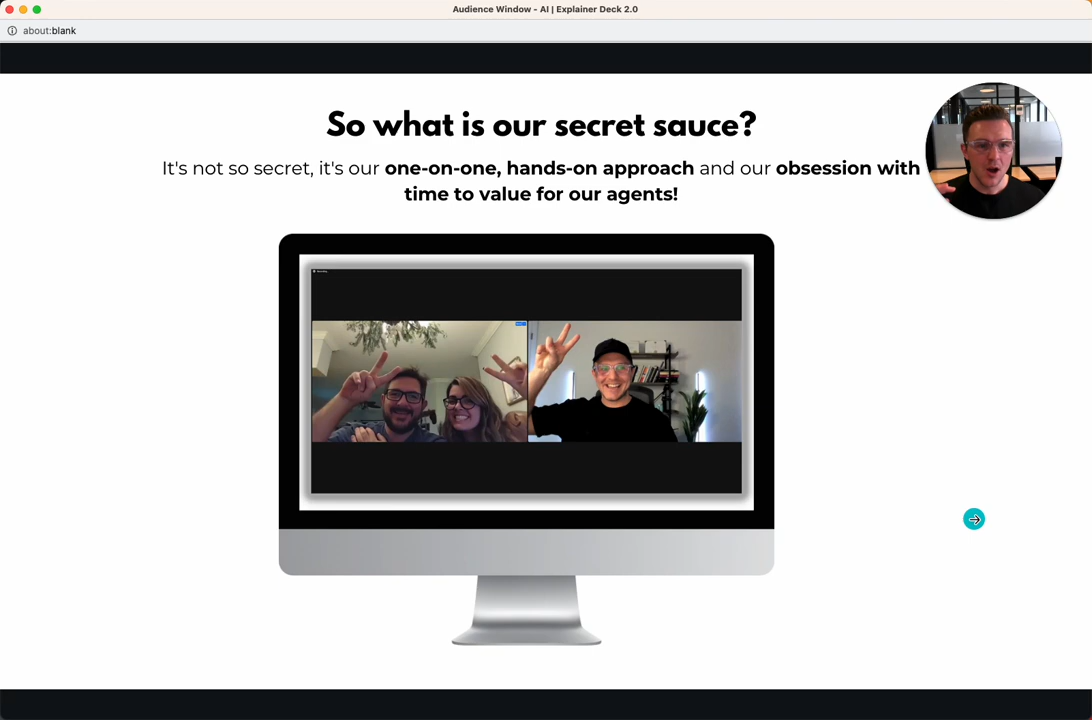 Audience Window - AI | Explainer Deck 2.0
about:blank
So what is our secret sauce?
It's not so secret, it's our one-on-one, hands-on approach and our obsession with
time to value for our agents!